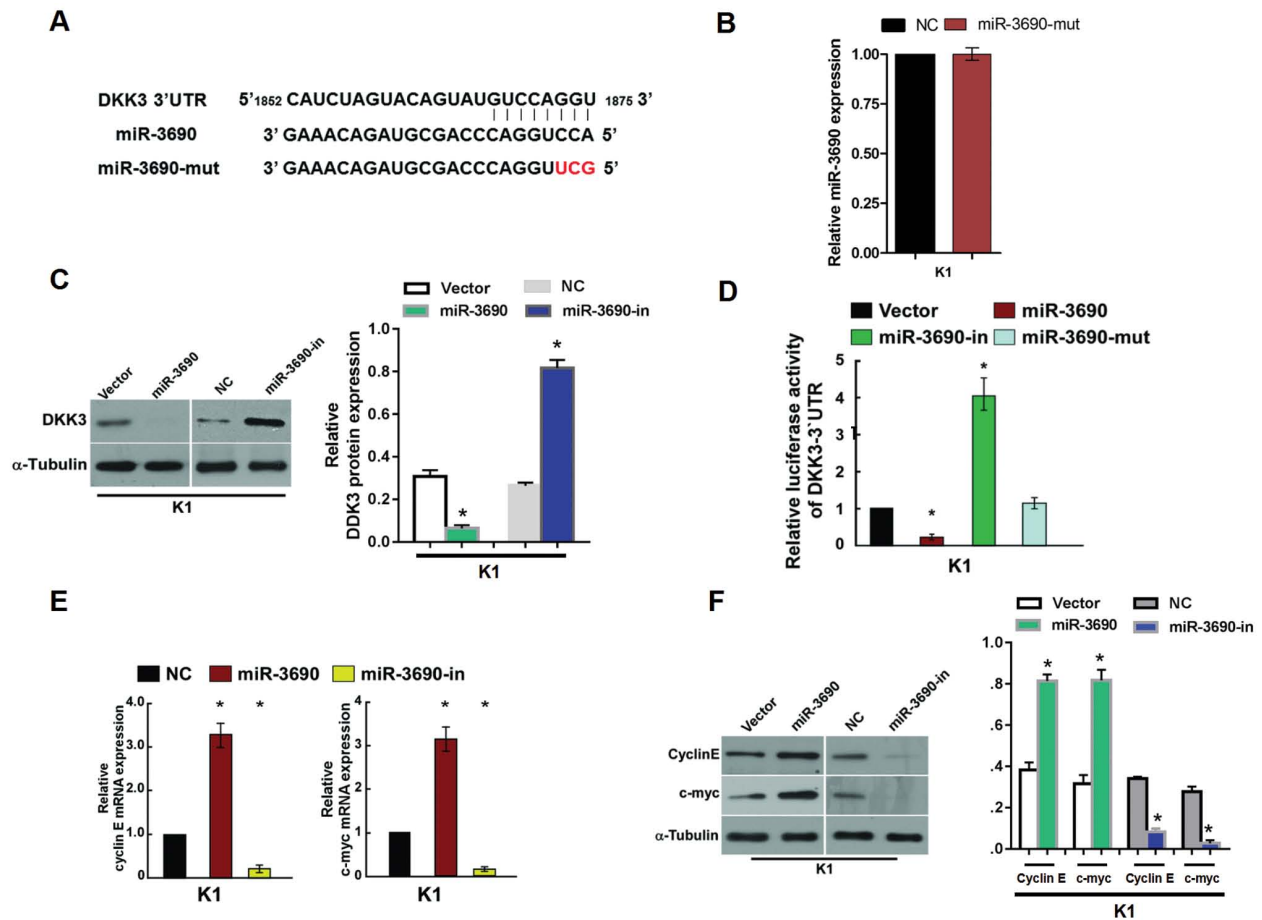 A
DKK3 3'UTR 5'1852 CAUCUAGUACAGUAUGUCCAGGU 1875 3'
miR-3690 3' GAAACAGAUGCGACCCAGGUCCA 5'
miR-3690-mut 3' GAAACAGAUGCGACCCAGGUUCG 5'
B
NC miR-3690-mut
Relative miR-3690 expression
1.00
0.75
0.50
0.25
0.00
K1
C
Vector miR-3690 NC miR-3690-in
DKK3
α-Tubulin
K1
Vector NC
miR-3690 miR-3690-in
Relative
DDK3 protein expression
1.0
0.8
0.6
0.4
0.2
0.0
*
*
K1
D
Vector miR-3690
miR-3690-in miR-3690-mut
Relative luciferase activity
of DKK3-3`UTR
5
4
2
1
0
*
*
K1
E
NC miR-3690 miR-3690-in
Relative
cyclin E mRNA expression
4.0
3.0
2.0
1.0
0
* *
K1
Relative
c-myc mRNA expression
4
3
2
1
0
* *
K1
F
Vector miR-3690 NC miR-3690-in
CyclinE
c-myc
α-Tubulin
K1
Vector NC
miR-3690 miR-3690-in
1.0
.8
.6
.4
.2
.0
* *
*
*
Cyclin E c-myc Cyclin E c-myc
K1